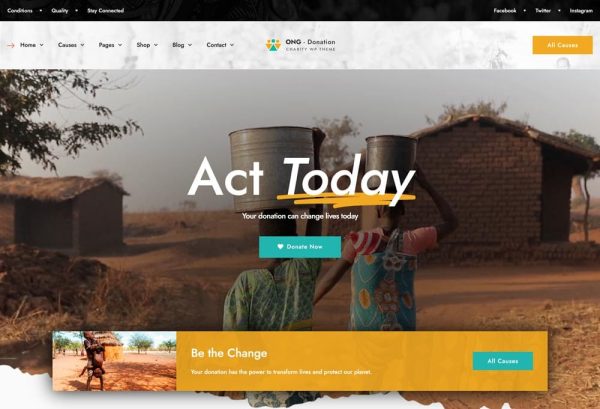 Conditions • Quality • Stay Connected
Facebook • Twitter • Instagram
Home Causes Pages Shop Blog Contact
ONG - Donation
CHARITY WP THEME
All Causes
Act Today
Your donation can change lives today
Donate Now
Be the Change
Your donation has the power to transform lives and protect our planet.
All Causes